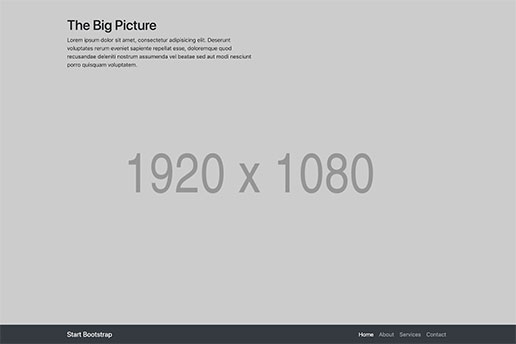 The Big Picture
Lorem ipsum dolor sit amet, consectetur adipisicing elit. Deserunt
voluptates rerum eveniet sapiente repellat esse, doloremque quod
recusandae deleniti nostrum assumenda vel beatae sed aut modi nesciunt
porro quisquam voluptatem.
1920 x 1080
Start Bootstrap Home About Services Contact